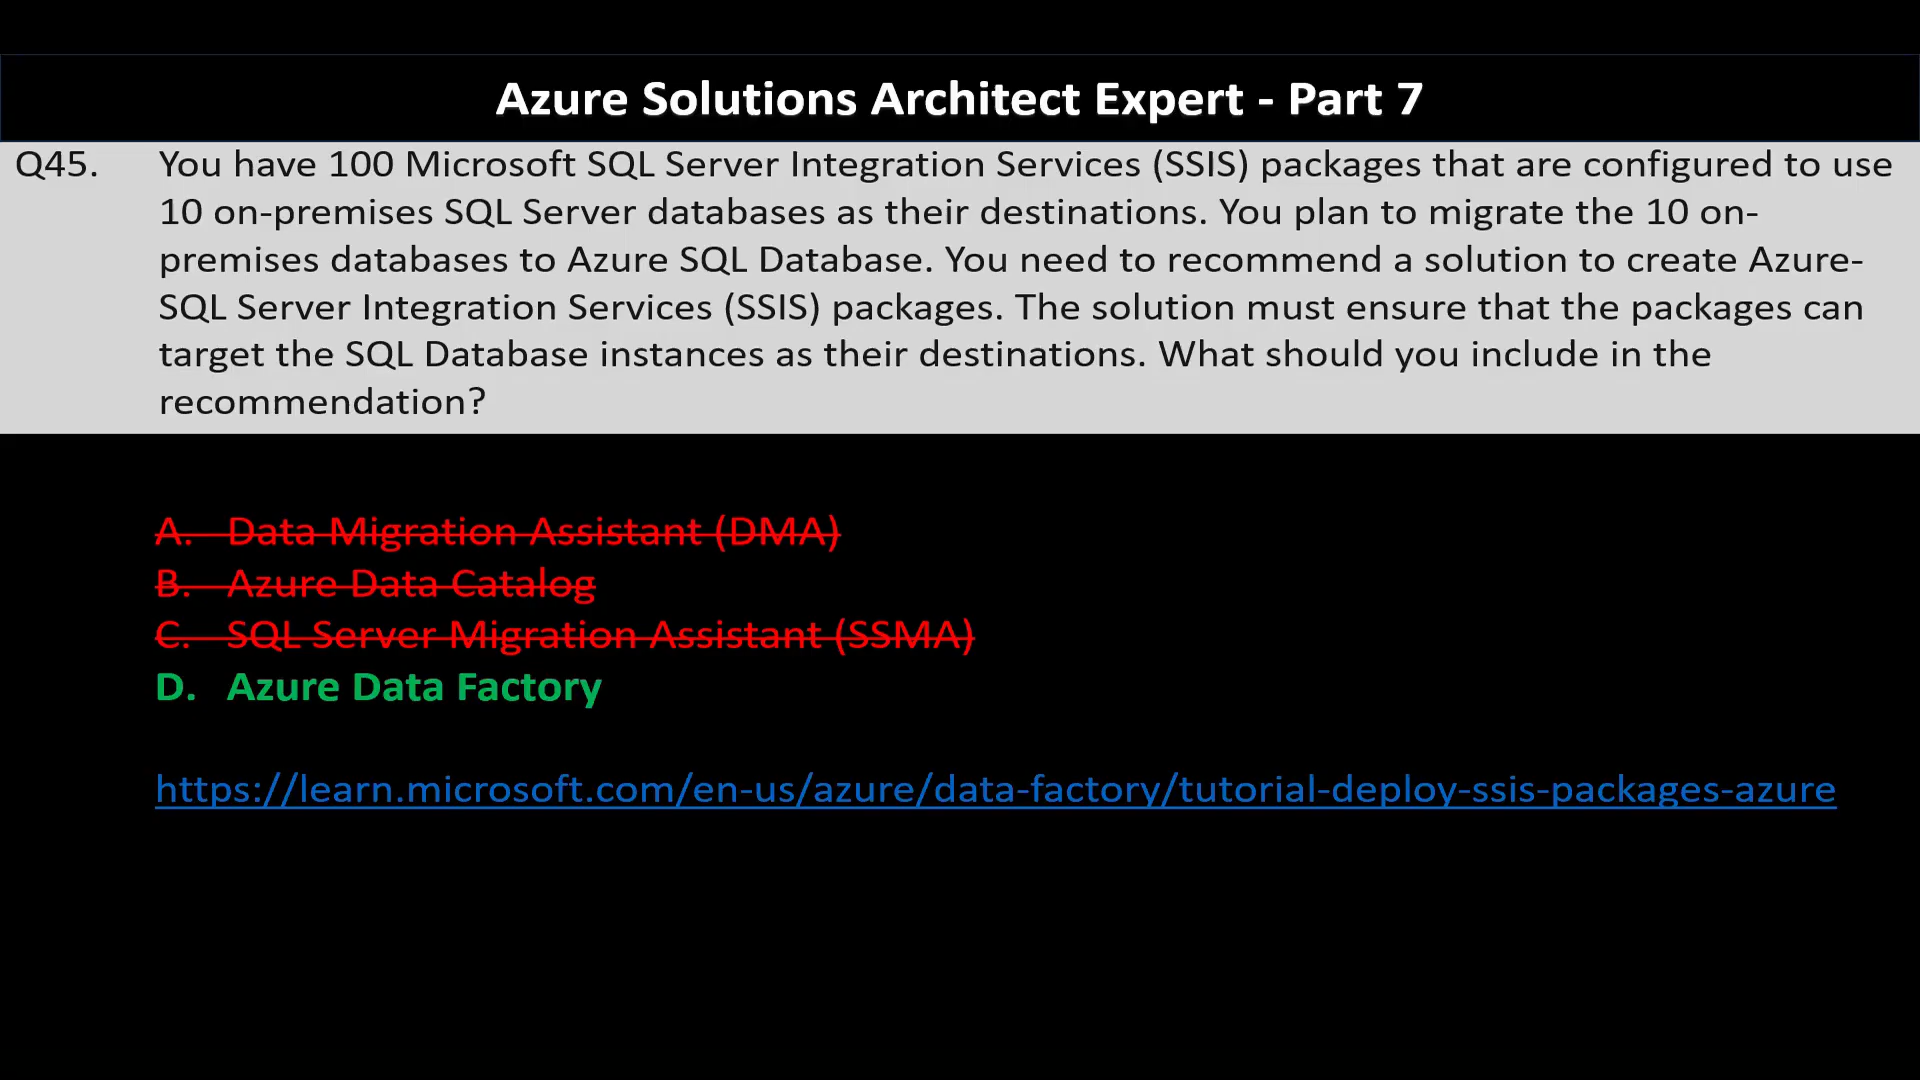 Azure Solutions Architect Expert - Part 7
Q45. You have 100 Microsoft SQL Server Integration Services (SSIS) packages that are configured to use
10 on-premises SQL Server databases as their destinations. You plan to migrate the 10 on-
premises databases to Azure SQL Database. You need to recommend a solution to create Azure-
SQL Server Integration Services (SSIS) packages. The solution must ensure that the packages can
target the SQL Database instances as their destinations. What should you include in the
recommendation?
A. Data Migration Assistant (DMA)
B. Azure Data Catalog
C. SQL Server Migration Assistant (SSMA)
D. Azure Data Factory
https://learn.microsoft.com/en-us/azure/data-factory/tutorial-deploy-ssis-packages-azure